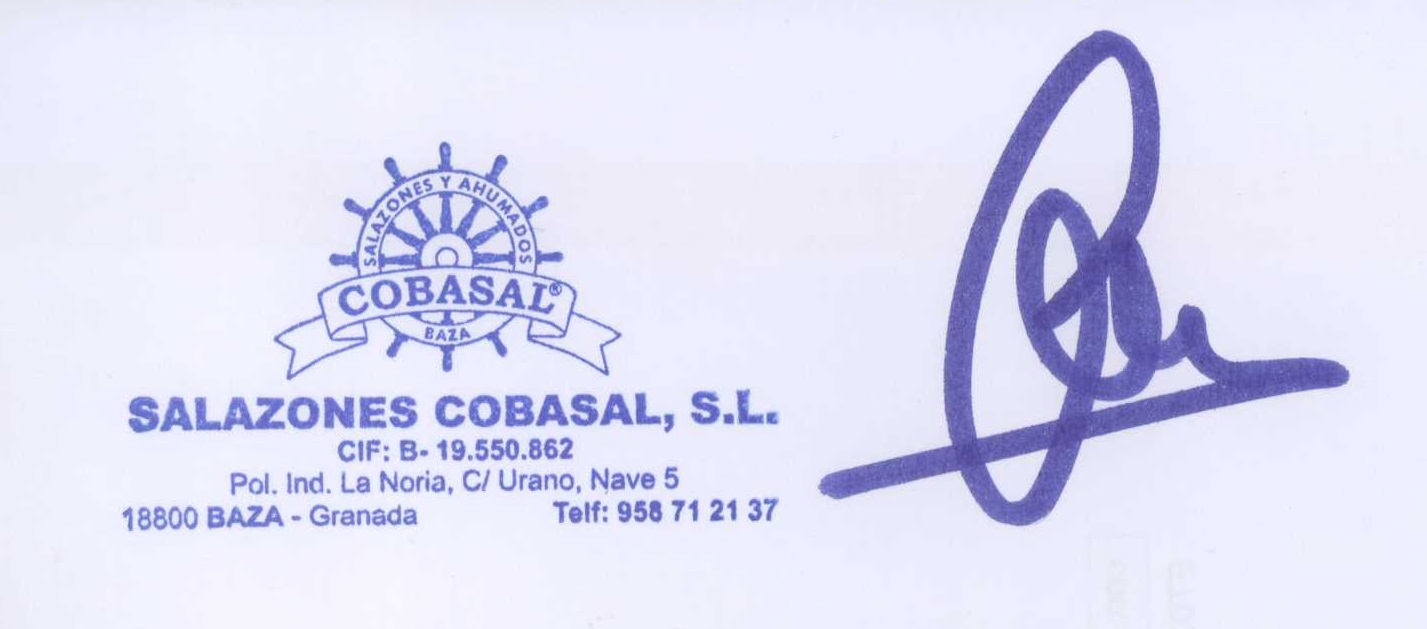 SALAZONES Y AHUMADOS
COBASAL®
BAZA
SALAZONES COBASAL, S.L.
CIF: B- 19.550.862
Pol. Ind. La Noria, C/ Urano, Nave 5
18800 BAZA - Granada Telf: 958 71 21 37